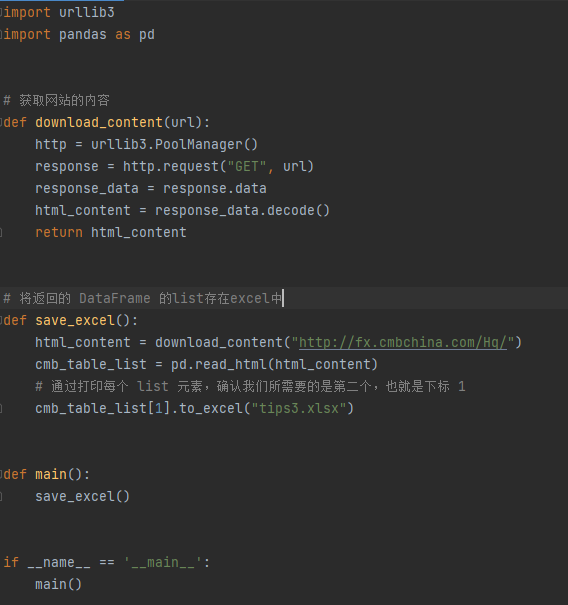 import urllib3
import pandas as pd
# 获取网站的内容
def download_content(url):
    http = urllib3.PoolManager()
    response = http.request("GET", url)
    response_data = response.data
    html_content = response_data.decode()
    return html_content
# 将返回的 DataFrame 的list存在excel中
def save_excel():
    html_content = download_content("http://fx.cmbchina.com/Hq/")
    cmb_table_list = pd.read_html(html_content)
    # 通过打印每个 list 元素，确认我们所需要的是第二个，也就是下标 1
    cmb_table_list[1].to_excel("tips3.xlsx")
def main():
    save_excel()
if __name__ == '__main__':
    main()